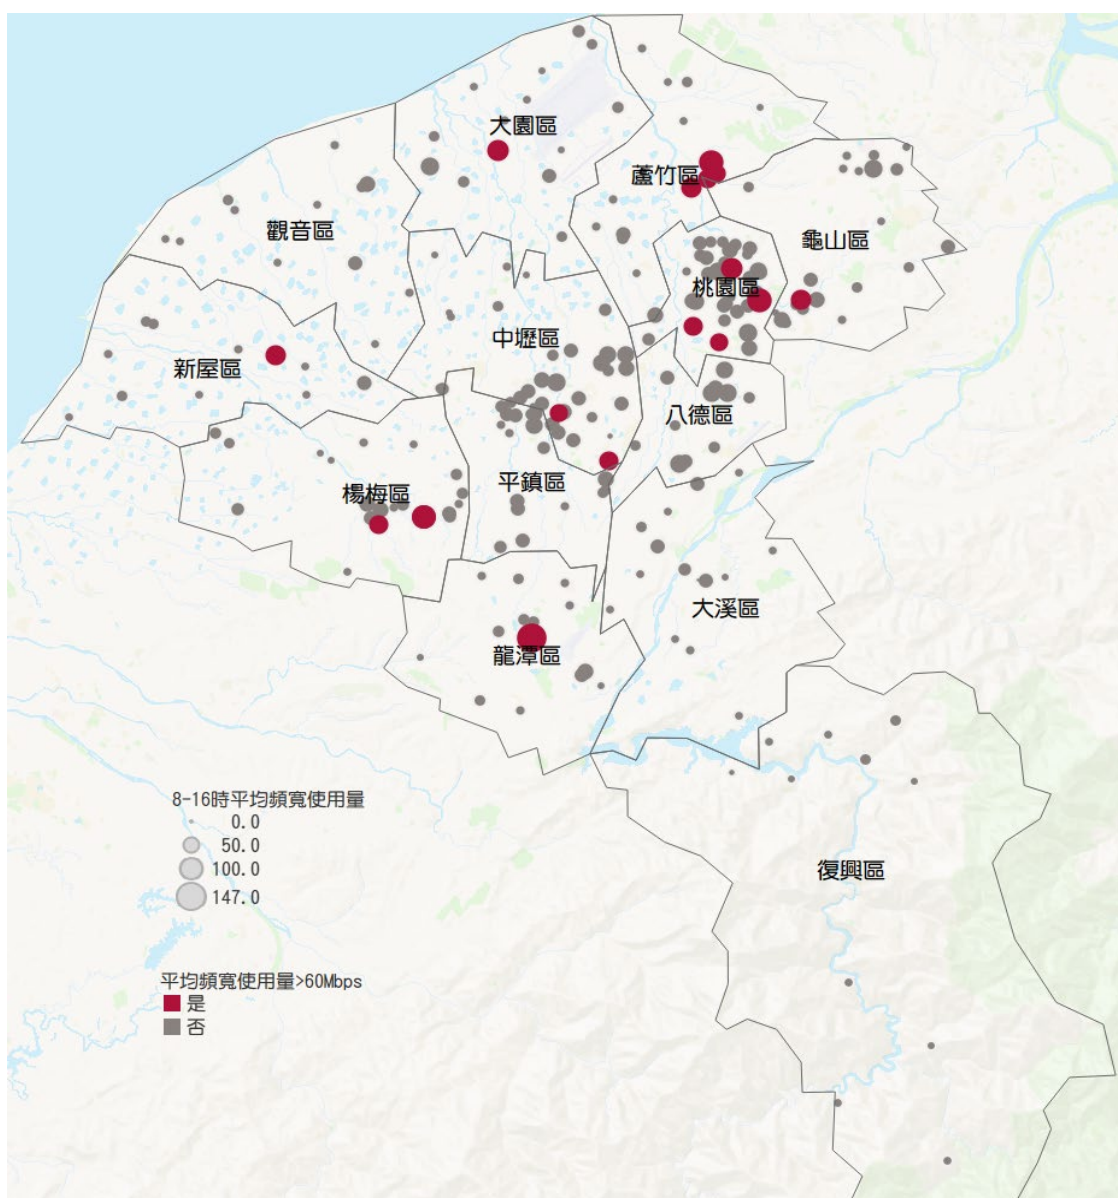 大園區
蘆竹區
觀音區
龜山區
桃園區
中壢區
新屋區
八德區
平鎮區
楊梅區
大溪區
龍潭區
8-16時平均頻寬使用量
0.0
50.0
100.0
147.0
復興區
平均頻寬使用量>60Mbps
是
否